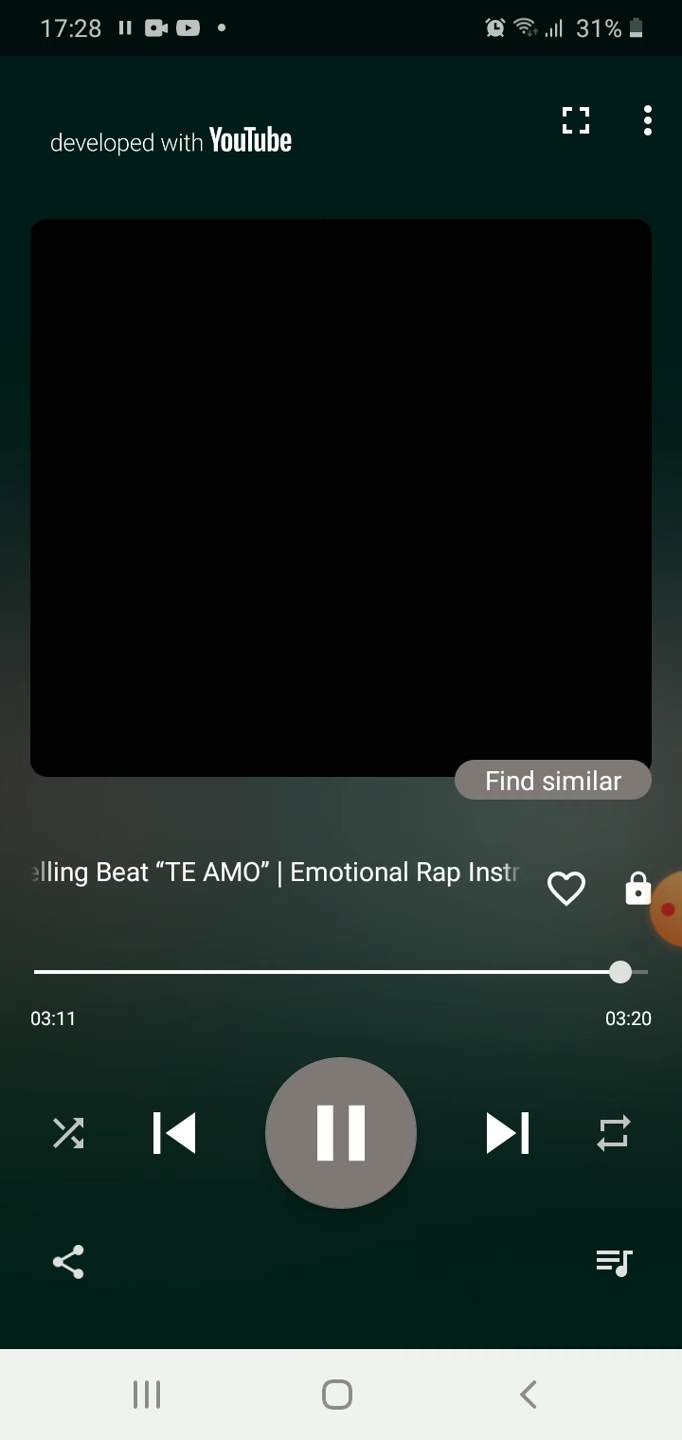 17:28
31%
developed with YouTube
Find similar
lling Beat “TE AMO” | Emotional Rap Inst
03:11
03:20